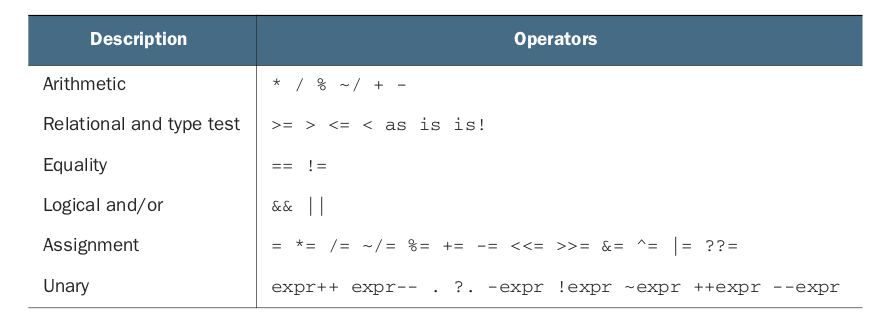 Description Operators
Arithmetic * / % ~/ + -
Relational and type test >= > <= < as is is!
Equality == !=
Logical and/or && ||
Assignment = *= /= ~/= %= += -= <<= >>= &= ^= |= ??=
Unary expr++ expr-- . ?. -expr !expr ~expr ++expr --expr